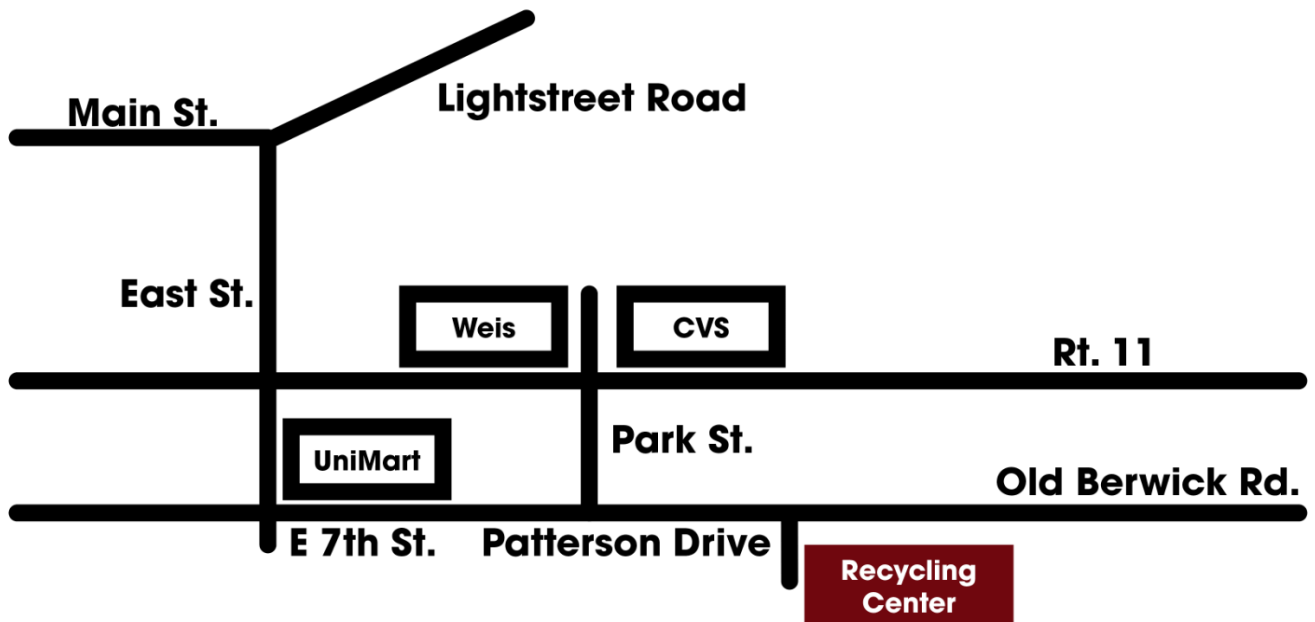 Lightstreet Road
Main St.
East St.
Weis
CVS
Rt. 11
Park St.
UniMart
Old Berwick Rd.
E 7th St.
Patterson Drive
Recycling
Center